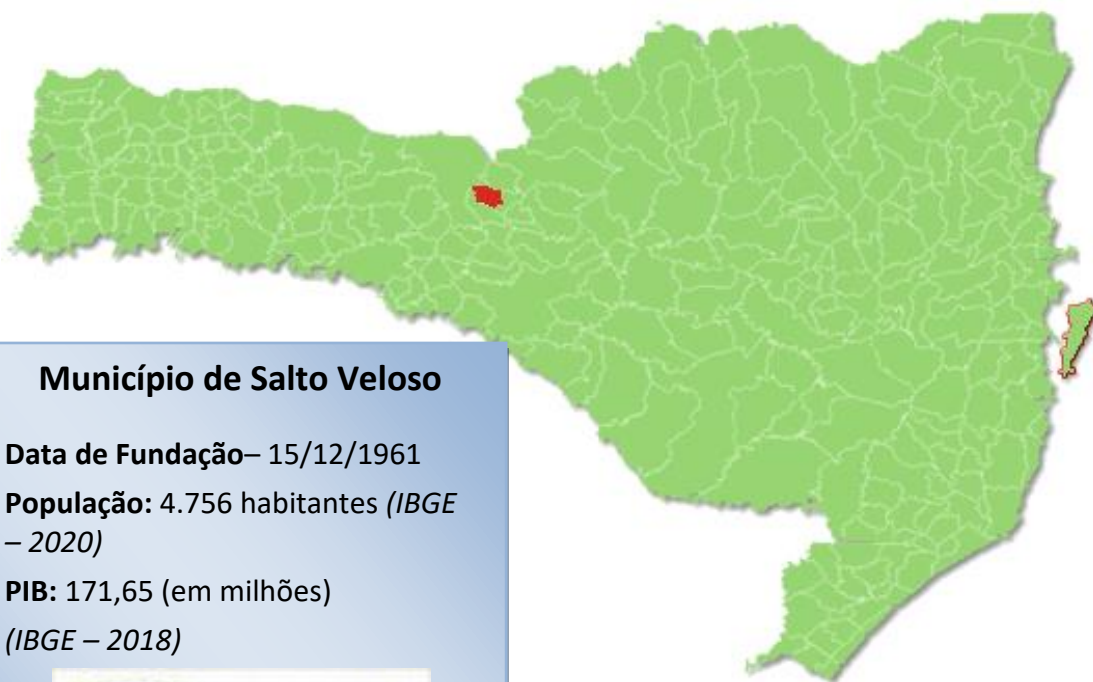 Município de Salto Veloso
Data de Fundação– 15/12/1961
População: 4.756 habitantes (IBGE
– 2020)
PIB: 171,65 (em milhões)
(IBGE – 2018)